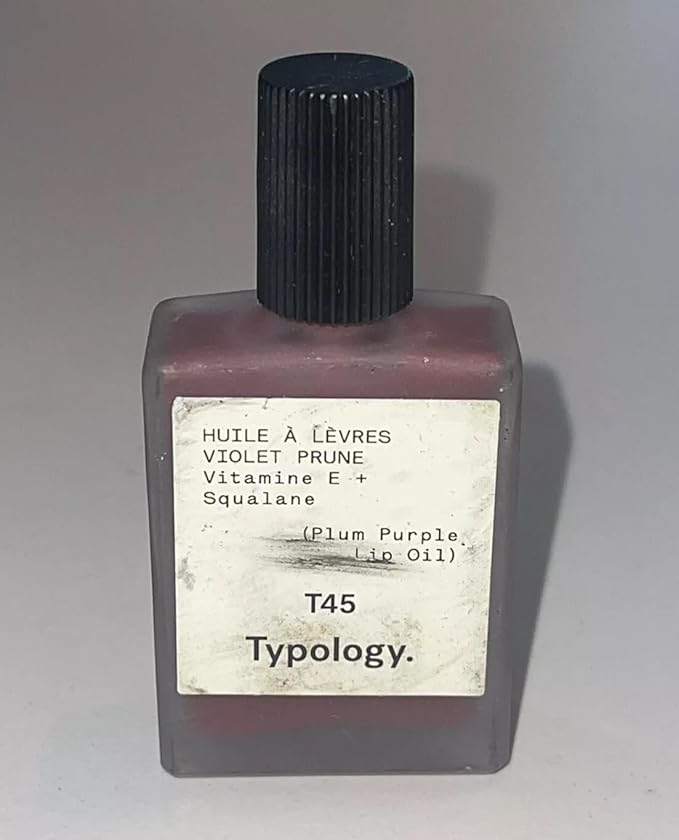 HUILE À LÈVRES
VIOLET PRUNE
Vitamine E +
Squalane
(Plum Purple
Lip Oil)
T45
Typology.